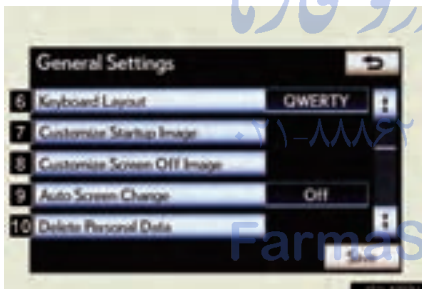 General Settings
6 Keyboard Layout QWERTY
7 Customize Startup Image
8 Customize Screen Off Image
9 Auto Screen Change Off
10 Delete Personal Data
Save